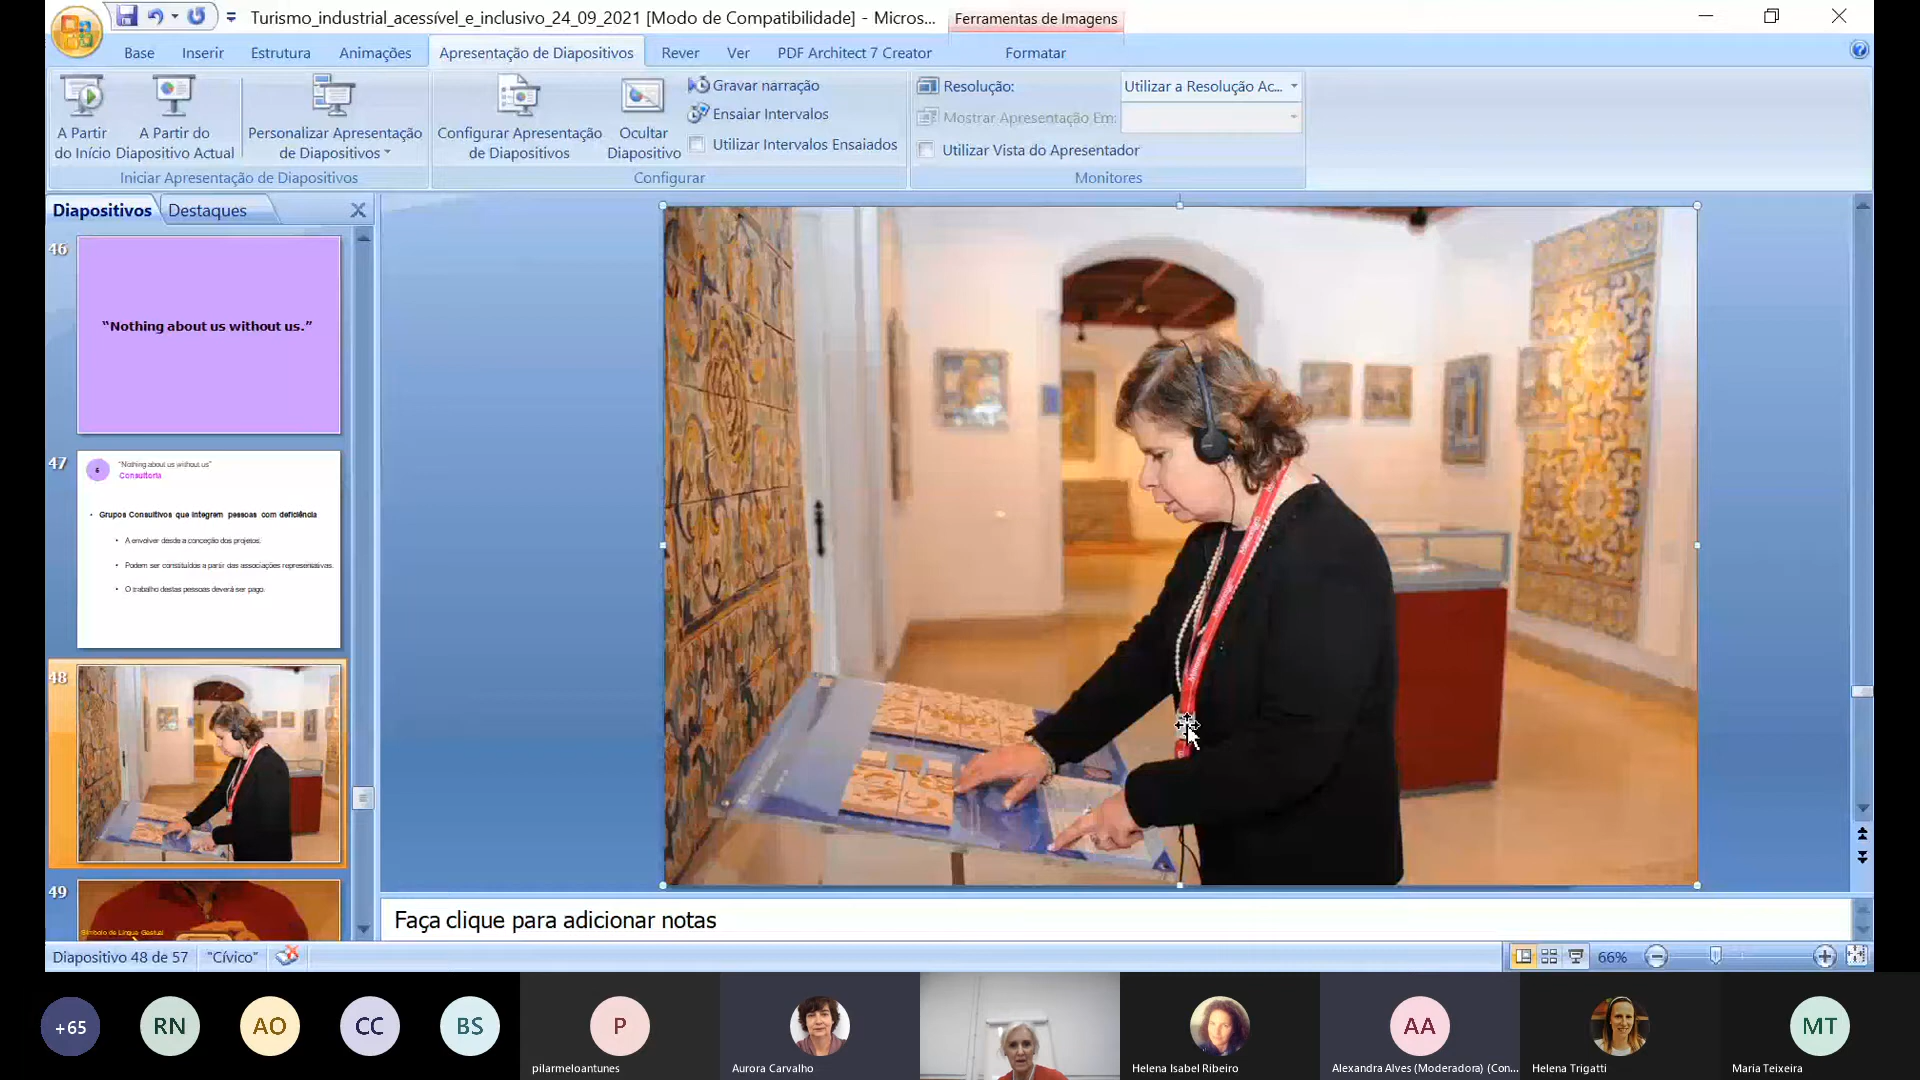 Turismo_industrial_acessível_e_inclusivo_24_09_2021 [Modo de Compatibilidade] - Micros...
Ferramentas de Imagens
Base
Inserir
Estrutura
Animações
Apresentação de Diapositivos
Rever
Ver
PDF Architect 7 Creator
Formatar
A Partir
do Início
A Partir do
Diapositivo Actual
Personalizar Apresentação
de Diapositivos
Iniciar Apresentação de Diapositivos
Configurar Apresentação
de Diapositivos
Ocultar
Diapositivo
Gravar narração
Ensaiar Intervalos
Utilizar Intervalos Ensaiados
Configurar
Resolução:
Utilizar a Resolução Ac...
Mostrar Apresentação Em:
Utilizar Vista do Apresentador
Monitores
Diapositivos
Destaques
46
“Nothing about us without us.”
47
6
“Nothing about us without us”
Consultoria
• Grupos Consultivos que integrem pessoas com deficiência
• A envolver desde a conceção dos projetos.
• Podem ser constituídos a partir das associações representativas.
• O trabalho destas pessoas deverá ser pago.
48
49
Símbolo de Língua Gestual
Faça clique para adicionar notas
Diapositivo 48 de 57
"Cívico"
66%
+65
RN
AO
CC
BS
P
pilarmeloantunes
Aurora Carvalho
Helena Isabel Ribeiro
AA
Alexandra Alves (Moderadora) (Con...
Helena Trigatti
MT
Maria Teixeira